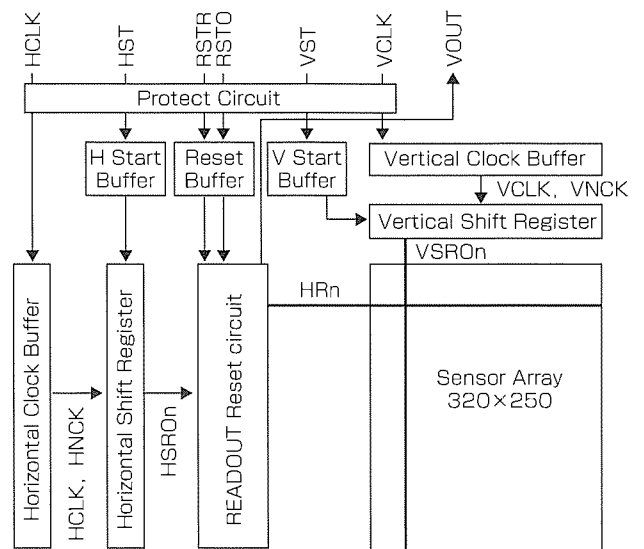 HCLK
HST
RSTR
RSTO
VST
VCLK
VOUT
Protect Circuit
H Start
Buffer
Reset
Buffer
V Start
Buffer
Vertical Clock Buffer
VCLK, VNCK
Vertical Shift Register
VSROn
HRn
Horizontal Clock Buffer
HCLK, HNCK
Horizontal Shift Register
HSROn
READOUT Reset circuit
Sensor Array
320×250